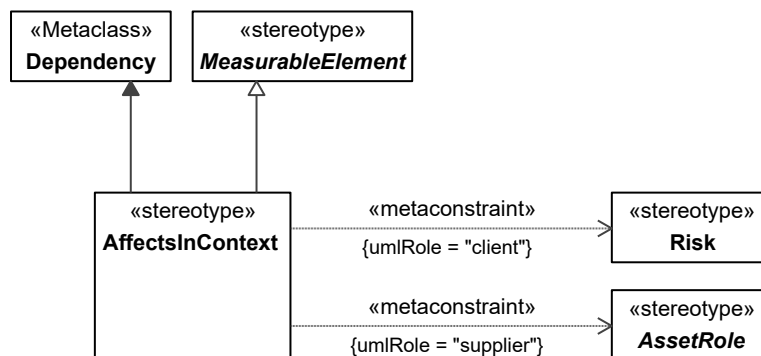 «Metaclass»
Dependency
«stereotype»
MeasurableElement
«stereotype»
AffectsInContext
«metaconstraint»
{umlRole = "client"}
«stereotype»
Risk
«metaconstraint»
{umlRole = "supplier"}
«stereotype»
AssetRole